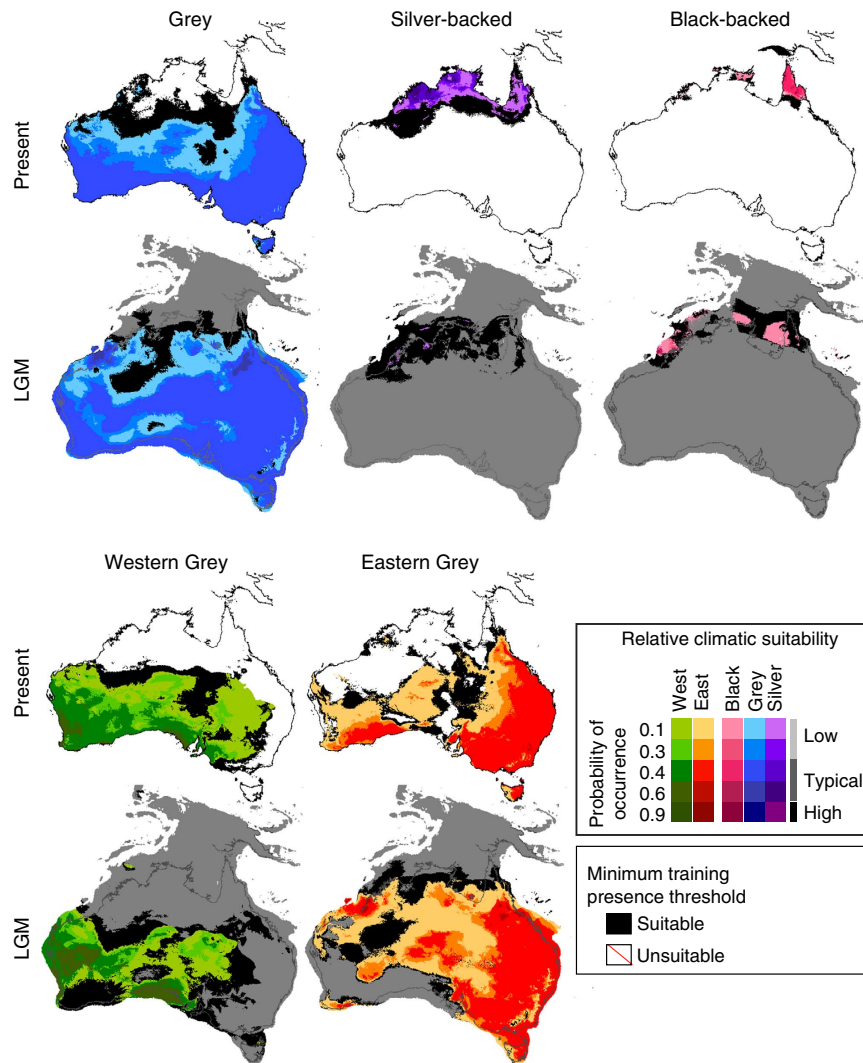 Grey Silver-backed Black-backed
Present
LGM
Western Grey Eastern Grey
Present
LGM
Relative climatic suitability
West East Black Grey Silver
Probability of occurrence
0.1
0.3
0.4
0.6
0.9
Low
Typical
High
Minimum training
presence threshold
Suitable
Unsuitable